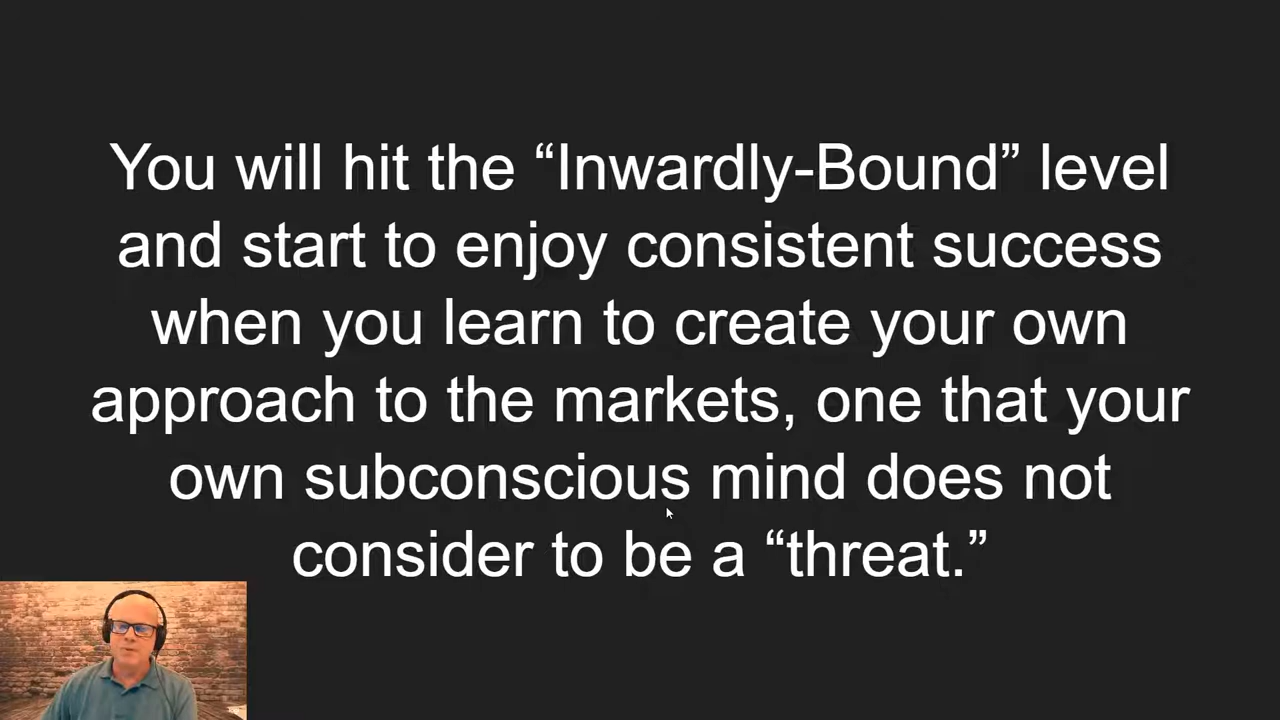 You will hit the “Inwardly-Bound” level
and start to enjoy consistent success
when you learn to create your own
approach to the markets, one that your
own subconscious mind does not
consider to be a “threat.”